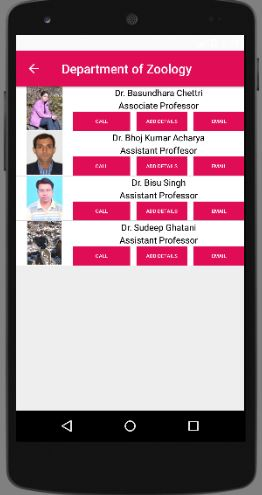 Department of Zoology
Dr. Basundhara Chettri
Associate Professor
CALL ADD DETAILS EMAIL
Dr. Bhoj Kumar Acharya
Assistant Proffesor
CALL ADD DETAILS EMAIL
Dr. Bisu Singh
Assistant Professor
CALL ADD DETAILS EMAIL
Dr. Sudeep Ghatani
Assistant Professor
CALL ADD DETAILS EMAIL